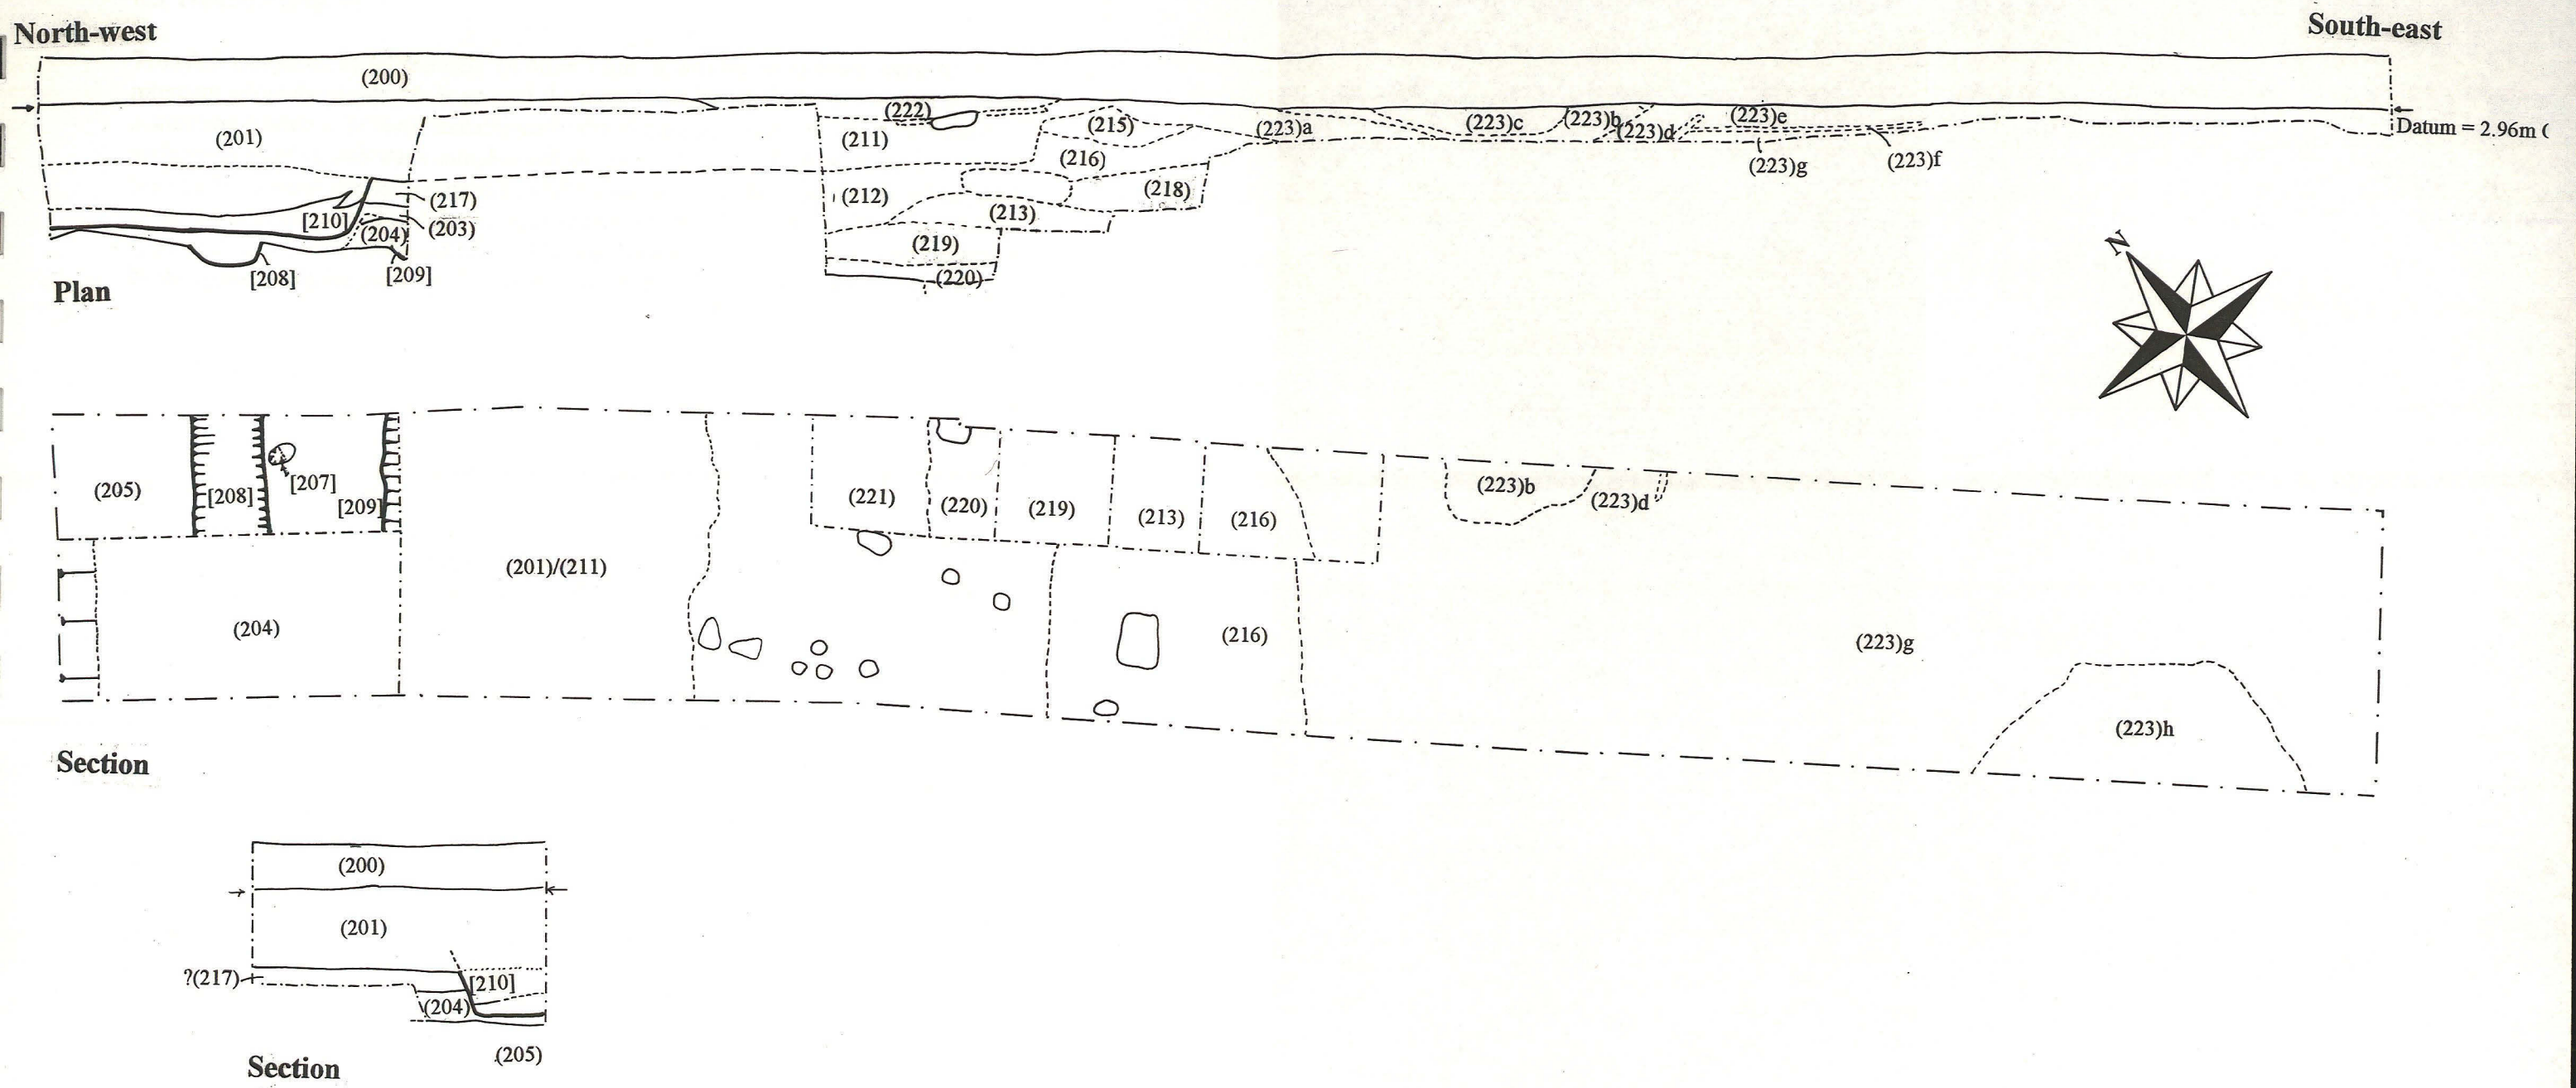 North-west
South-east
(200)
(222)
(201)
(211)
(215)
(223)a
(223)c
(223)b
(223)d
(223)e
Datum = 2.96m (
(216)
(223)g
(223)f
(212)
(218)
(217)
[210]
(213)
(203)
(204)
(219)
[208]
[209]
(220)
Plan
N
(205)
[208]
[207]
[209]
(221)
(220)
(219)
(213)
(216)
(223)b
(223)d
(201)/(211)
(204)
(216)
(223)g
(223)h
Section
(200)
(201)
?(217)
[210]
(204)
(205)
Section